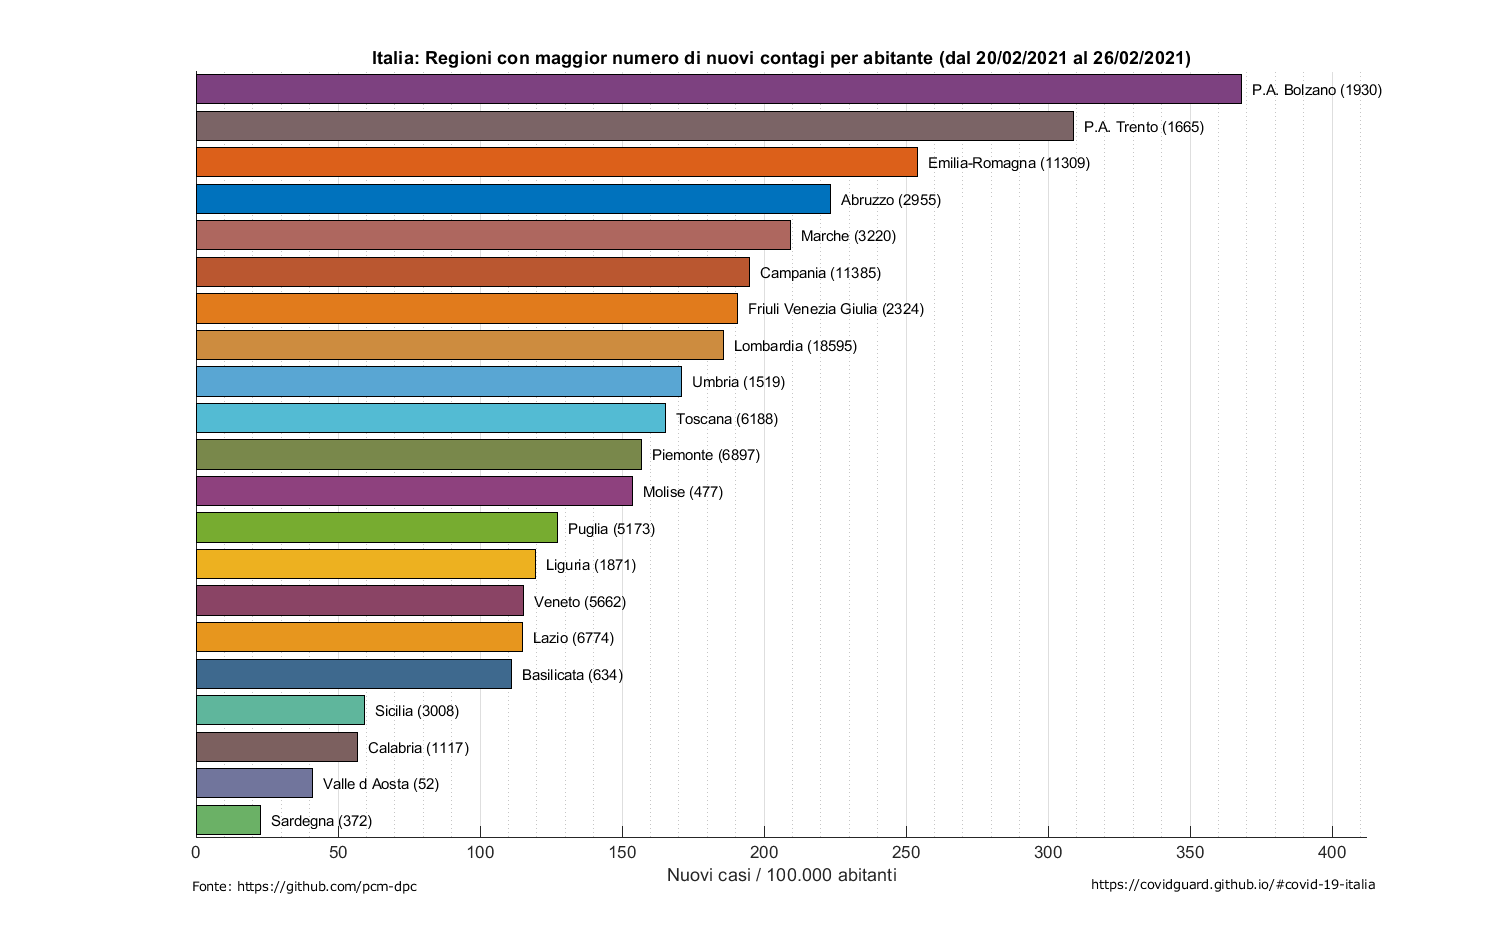 Italia: Regioni con maggior numero di nuovi contagi per abitante (dal 20/02/2021 al 26/02/2021)
P.A. Bolzano (1930)
P.A. Trento (1665)
Emilia-Romagna (11309)
Abruzzo (2955)
Marche (3220)
Campania (11385)
Friuli Venezia Giulia (2324)
Lombardia (18595)
Umbria (1519)
Toscana (6188)
Piemonte (6897)
Molise (477)
Puglia (5173)
Liguria (1871)
Veneto (5662)
Lazio (6774)
Basilicata (634)
Sicilia (3008)
Calabria (1117)
Valle d Aosta (52)
Sardegna (372)
0 50 100 150 200 250 300 350 400
Nuovi casi / 100.000 abitanti
Fonte: https://github.com/pcm-dpc
https://covidguard.github.io/#covid-19-italia